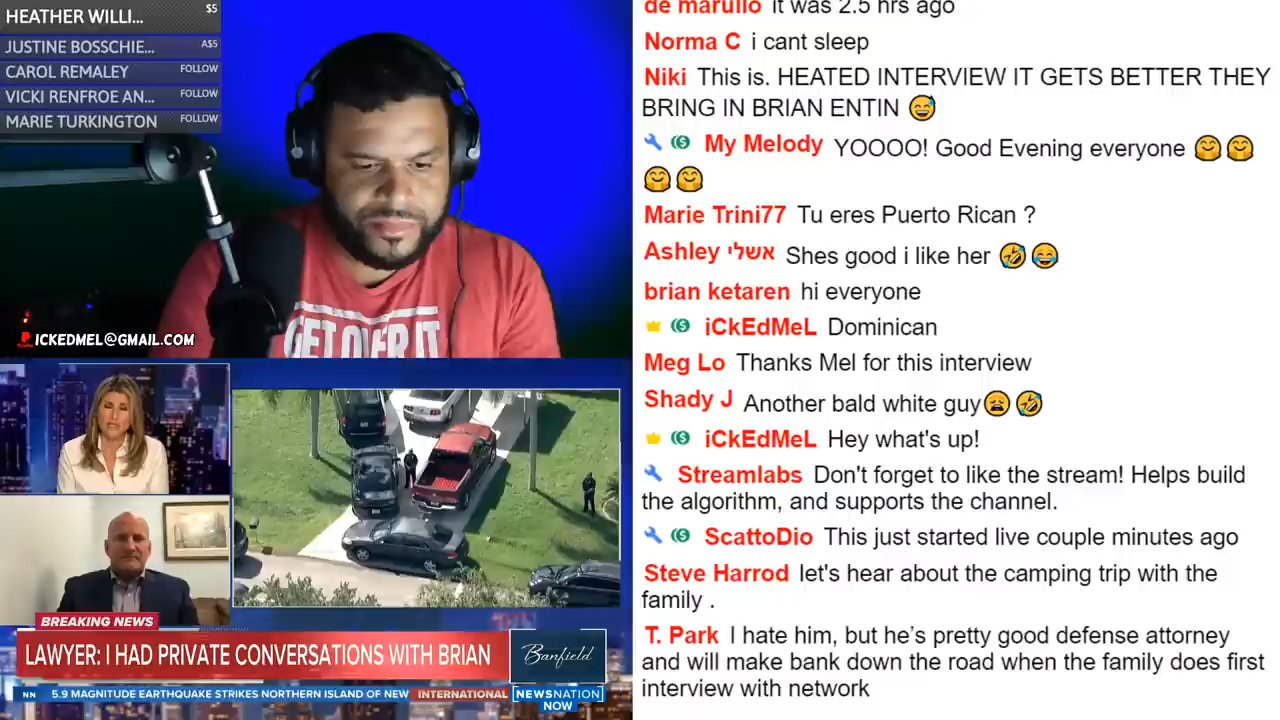 HEATHER WILLI... $5
JUSTINE BOSSCHIE... A$5
CAROL REMALEY FOLLOW
VICKI RENFROE AN... FOLLOW
MARIE TURKINGTON FOLLOW
GET OVER IT
ICKEDMEL@GMAIL.COM
BREAKING NEWS
LAWYER: I HAD PRIVATE CONVERSATIONS WITH BRIAN
Banfield
NN 5.9 MAGNITUDE EARTHQUAKE STRIKES NORTHERN ISLAND OF NEW INTERNATIONAL
NEWSNATION
NOW
de marullo it was 2.5 hrs ago
Norma C i cant sleep
Niki This is. HEATED INTERVIEW IT GETS BETTER THEY
BRING IN BRIAN ENTIN 😅
My Melody YOOOO! Good Evening everyone 🤗🤗
🤗🤗
Marie Trini77 Tu eres Puerto Rican ?
Ashley אשלי Shes good i like her 🤣😂
brian ketaren hi everyone
iCkEdMeL Dominican
Meg Lo Thanks Mel for this interview
Shady J Another bald white guy😩🤣
iCkEdMeL Hey what's up!
Streamlabs Don't forget to like the stream! Helps build
the algorithm, and supports the channel.
ScattoDio This just started live couple minutes ago
Steve Harrod let's hear about the camping trip with the
family .
T. Park I hate him, but he's pretty good defense attorney
and will make bank down the road when the family does first
interview with network